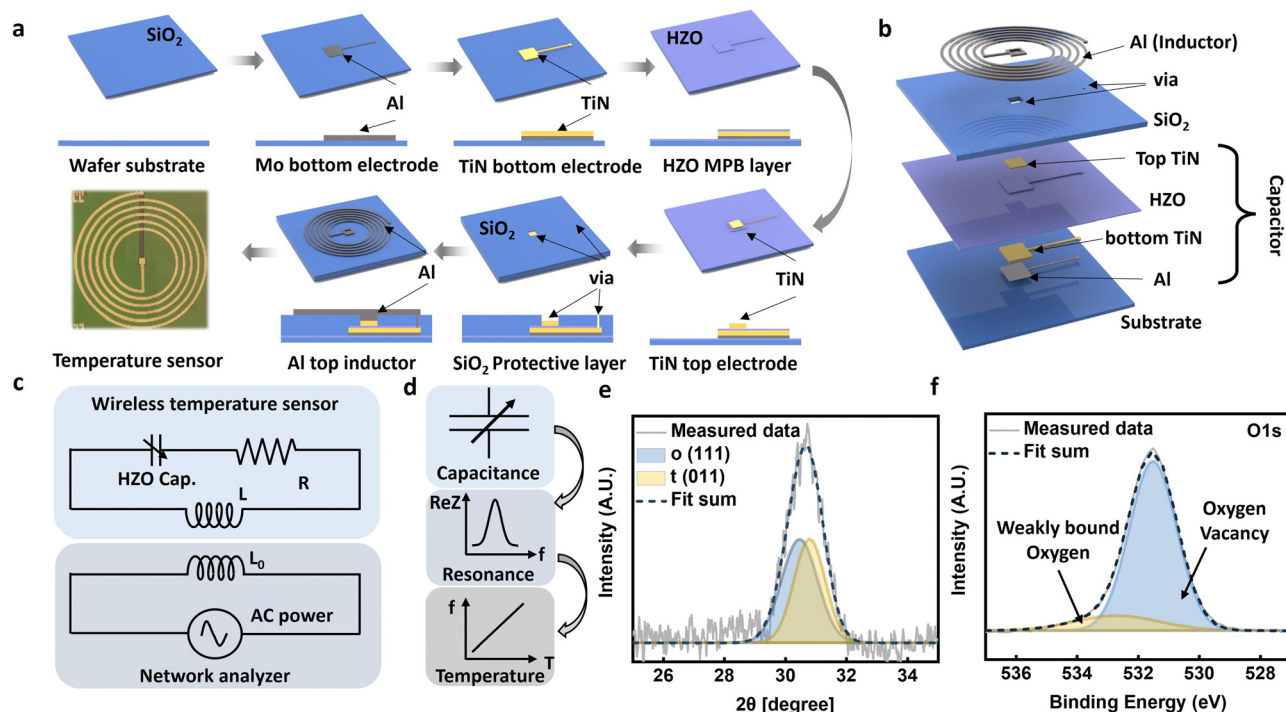 a
SiO2
Al
TiN
HZO
Wafer substrate
Mo bottom electrode
TiN bottom electrode
HZO MPB layer
Al
SiO2
via
TiN
Temperature sensor
Al top inductor
SiO2 Protective layer
TiN top electrode
b
Al (Inductor)
via
SiO2
Top TiN
HZO
bottom TiN
Al
Substrate
Capacitor
c
Wireless temperature sensor
HZO Cap.
R
L
L0
AC power
Network analyzer
d
Capacitance
ReZ
f
Resonance
f
T
Temperature
e
Measured data
o (111)
t (011)
Fit sum
Intensity (A.U.)
26 28 30 32 34
2θ [degree]
f
Measured data
Fit sum
O1s
Weakly bound
Oxygen
Oxygen
Vacancy
Intensity (A.U.)
536 534 532 530 528
Binding Energy (eV)